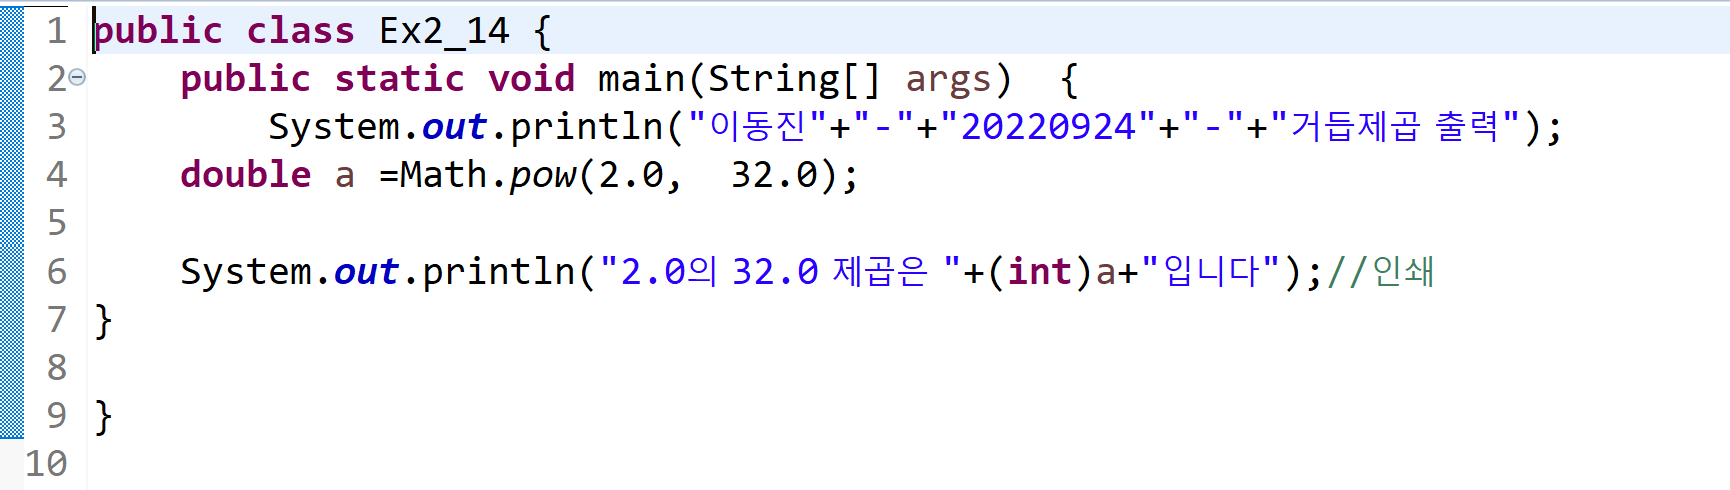 1 public class Ex2_14 {
2 public static void main(String[] args)  {
3 System.out.println("이동진"+"-"+"20220924"+"-"+"거듭제곱 출력");
4 double a =Math.pow(2.0,  32.0);
5
6 System.out.println("2.0의 32.0 제곱은 "+(int)a+"입니다");//인쇄
7 }
8
9 }
10